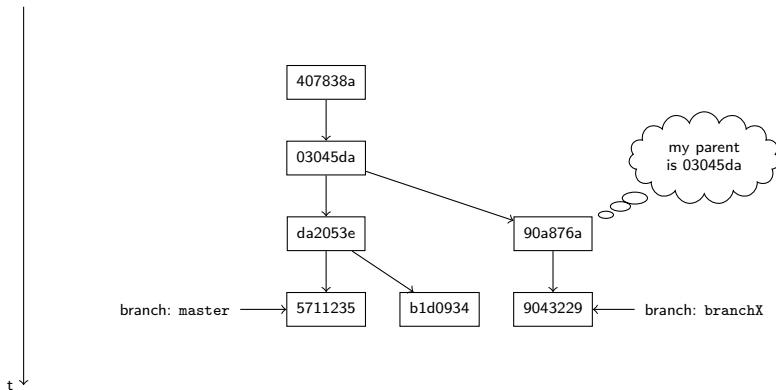 407838a
my parent
is 03045da
03045da
da2053e
90a876a
branch: master
5711235
b1d0934
9043229
branch: branchX
t